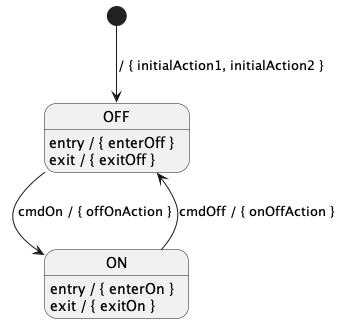 / { initialAction1, initialAction2 }
OFF
entry / { enterOff }
exit / { exitOff }
cmdOn / { offOnAction }
cmdOff / { onOffAction }
ON
entry / { enterOn }
exit / { exitOn }